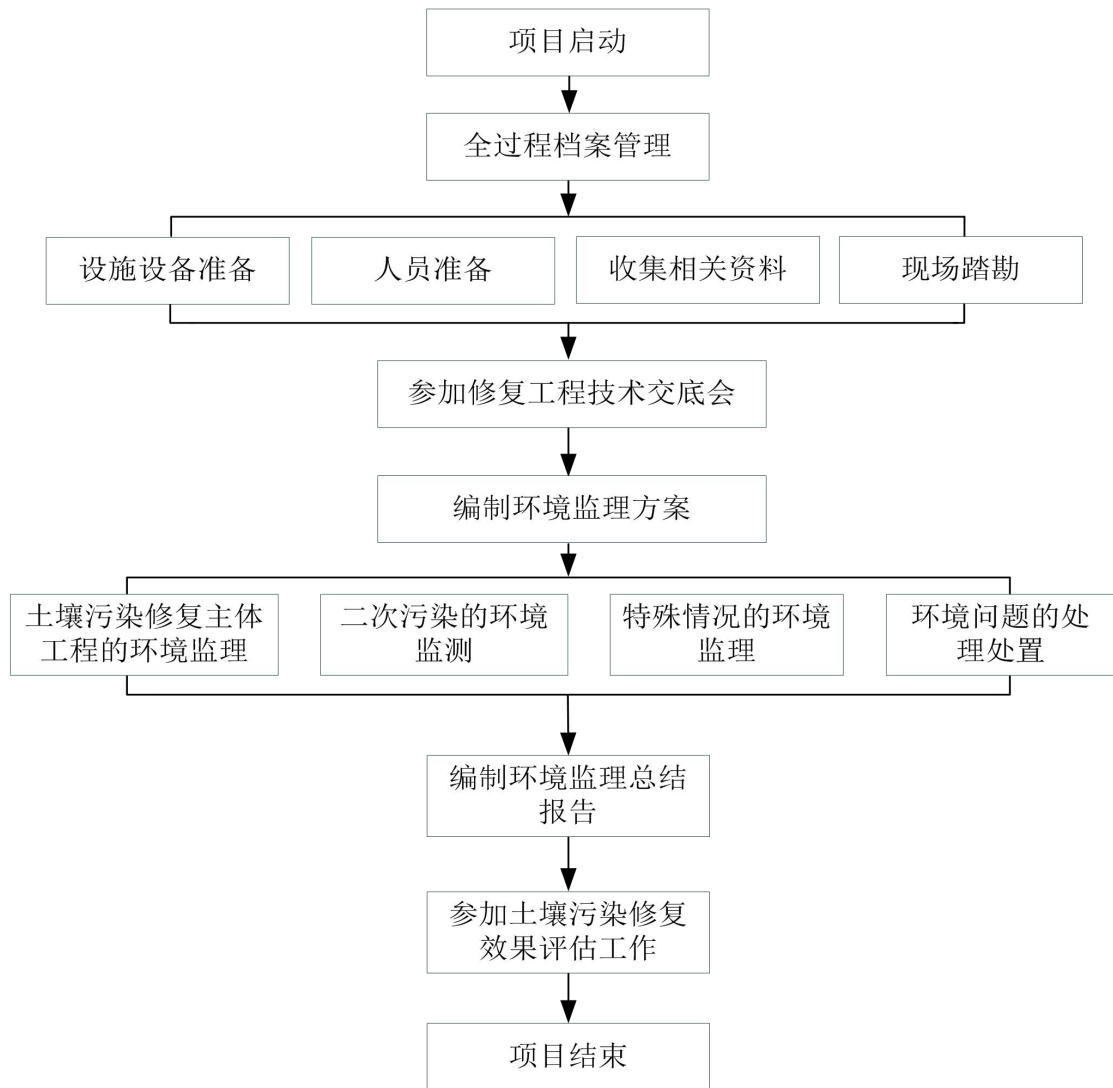 项目启动
全过程档案管理
设施设备准备
人员准备
收集相关资料
现场踏勘
参加修复工程技术交底会
编制环境监理方案
土壤污染修复主体
工程的环境监理
二次污染的环境
监测
特殊情况的环境
监理
环境问题的处
理处置
编制环境监理总结
报告
参加土壤污染修复
效果评估工作
项目结束